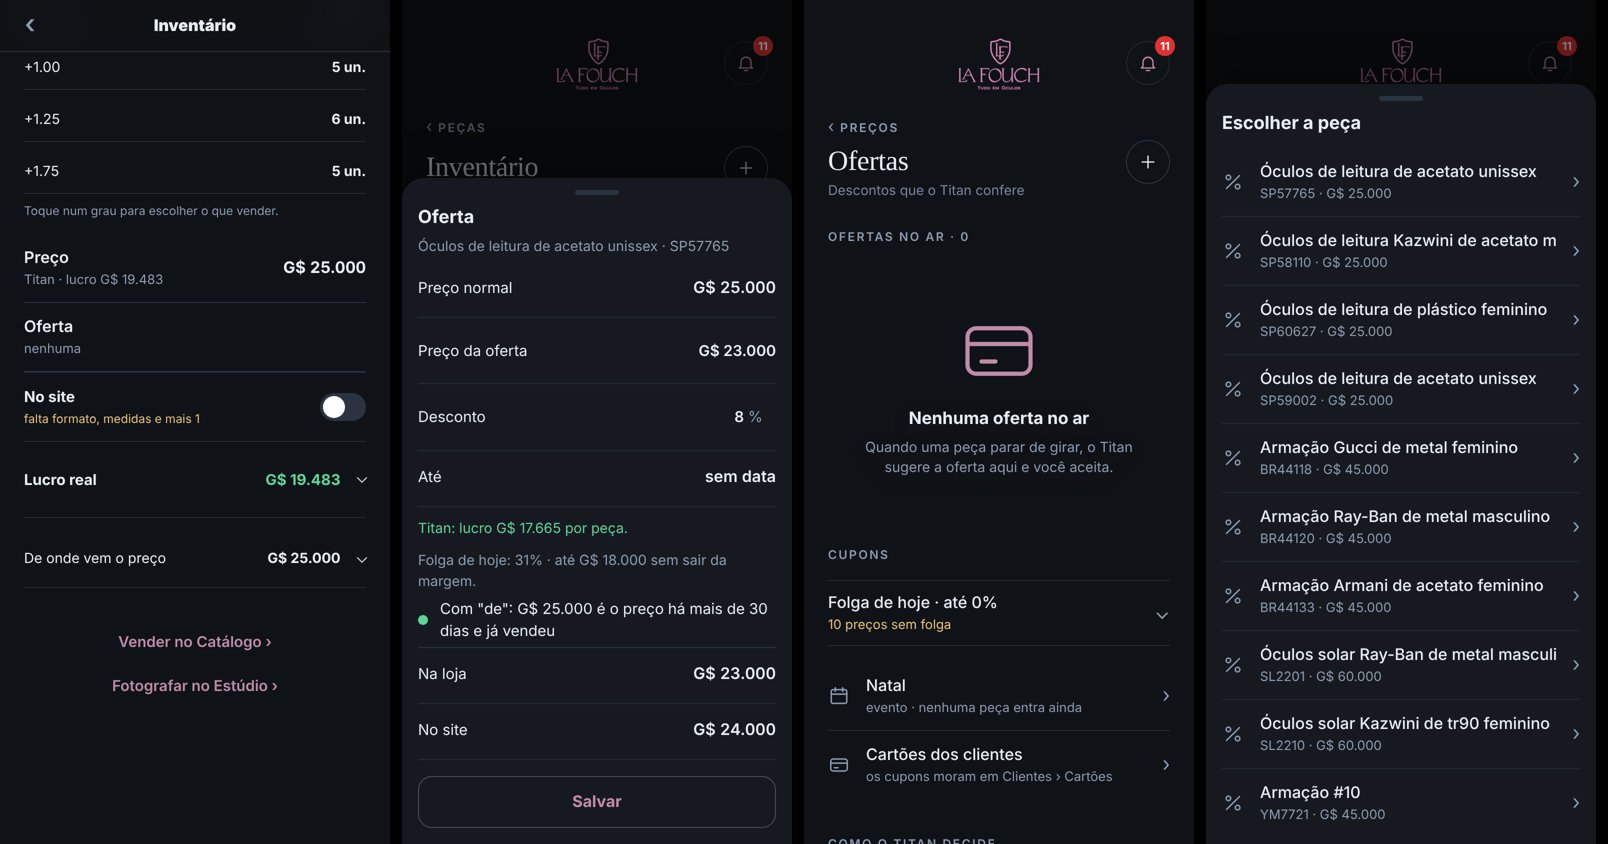 Inventário
+1.00
5 un.
+1.25
6 un.
+1.75
5 un.
Toque num grau para escolher o que vender.
Preço
Titan · lucro G$ 19.483
G$ 25.000
Oferta
nenhuma
No site
falta formato, medidas e mais 1
Lucro real
G$ 19.483
De onde vem o preço
G$ 25.000
Vender no Catálogo ›
Fotografar no Estúdio ›
LF
LA FOUCH
TUDO EM ÓCULOS
11
‹ PEÇAS
Inventário
Oferta
Óculos de leitura de acetato unissex · SP57765
Preço normal
G$ 25.000
Preço da oferta
G$ 23.000
Desconto
8 %
Até
sem data
Titan: lucro G$ 17.665 por peça.
Folga de hoje: 31% · até G$ 18.000 sem sair da
margem.
Com "de": G$ 25.000 é o preço há mais de 30
dias e já vendeu
Na loja
G$ 23.000
No site
G$ 24.000
Salvar
LF
LA FOUCH
TUDO EM ÓCULOS
11
‹ PREÇOS
Ofertas
Descontos que o Titan confere
OFERTAS NO AR · 0
Nenhuma oferta no ar
Quando uma peça parar de girar, o Titan
sugere a oferta aqui e você aceita.
CUPONS
Folga de hoje · até 0%
10 preços sem folga
Natal
evento · nenhuma peça entra ainda
Cartões dos clientes
os cupons moram em Clientes › Cartões
COMO O TITAN DECIDE
LF
LA FOUCH
11
Escolher a peça
Óculos de leitura de acetato unissex
SP57765 · G$ 25.000
Óculos de leitura Kazwini de acetato m
SP58110 · G$ 25.000
Óculos de leitura de plástico feminino
SP60627 · G$ 25.000
Óculos de leitura de acetato unissex
SP59002 · G$ 25.000
Armação Gucci de metal feminino
BR44118 · G$ 45.000
Armação Ray-Ban de metal masculino
BR44120 · G$ 45.000
Armação Armani de acetato feminino
BR44133 · G$ 45.000
Óculos solar Ray-Ban de metal masculi
SL2201 · G$ 60.000
Óculos solar Kazwini de tr90 feminino
SL2210 · G$ 60.000
Armação #10
YM7721 · G$ 45.000